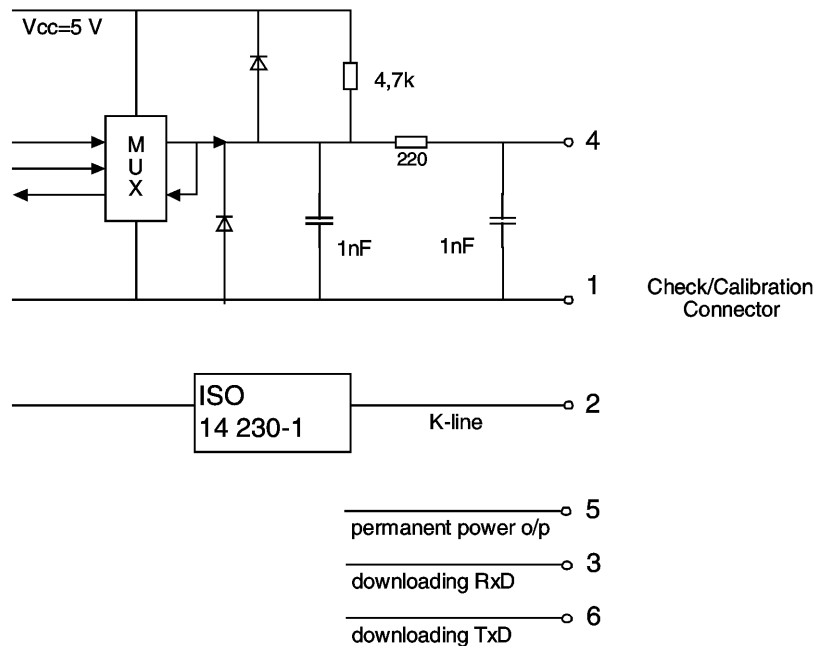 Vcc=5 V
4,7k
M
U
X
220
4
1nF
1nF
1
Check/Calibration
Connector
ISO
14 230-1
K-line
2
permanent power o/p
5
downloading RxD
3
downloading TxD
6